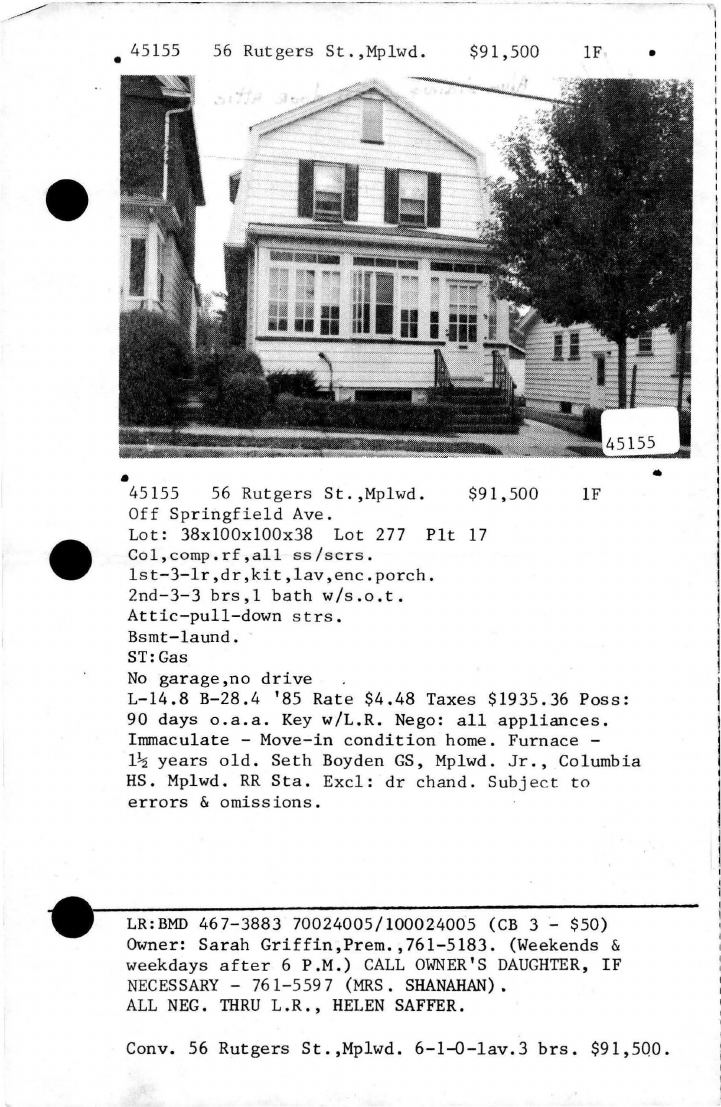 45155 56 Rutgers St.,Mplwd. $91,500 1F
45155
45155 56 Rutgers St.,Mplwd. $91,500 1F
Off Springfield Ave.
Lot: 38x100x100x38 Lot 277 Plt 17
Col,comp.rf,all ss/scrs.
1st-3-lr,dr,kit,lav,enc.porch.
2nd-3-3 brs,1 bath w/s.o.t.
Attic-pull-down strs.
Bsmt-laund.
ST:Gas
No garage,no drive
L-14.8 B-28.4 '85 Rate $4.48 Taxes $1935.36 Poss:
90 days o.a.a. Key w/L.R. Nego: all appliances.
Immaculate - Move-in condition home. Furnace -
1½ years old. Seth Boyden GS, Mplwd. Jr., Columbia
HS. Mplwd. RR Sta. Excl: dr chand. Subject to
errors & omissions.
LR:BMD 467-3883 70024005/100024005 (CB 3 - $50)
Owner: Sarah Griffin,Prem.,761-5183. (Weekends &
weekdays after 6 P.M.) CALL OWNER'S DAUGHTER, IF
NECESSARY - 761-5597 (MRS. SHANAHAN).
ALL NEG. THRU L.R., HELEN SAFFER.
Conv. 56 Rutgers St.,Mplwd. 6-1-0-lav.3 brs. $91,500.